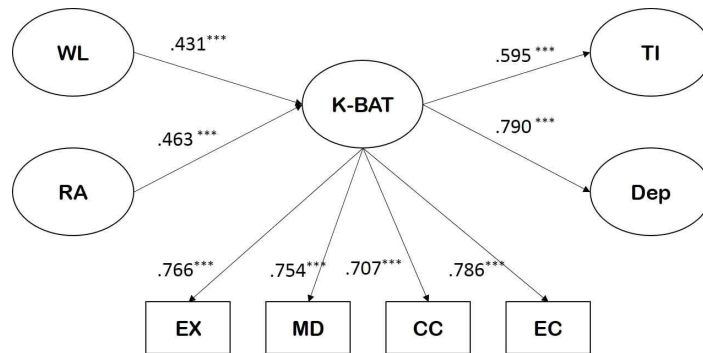 WL
.431***
K-BAT
.595 ***
TI
RA
.463 ***
.790 ***
Dep
.766***
.754***
.707***
.786***
EX
MD
CC
EC